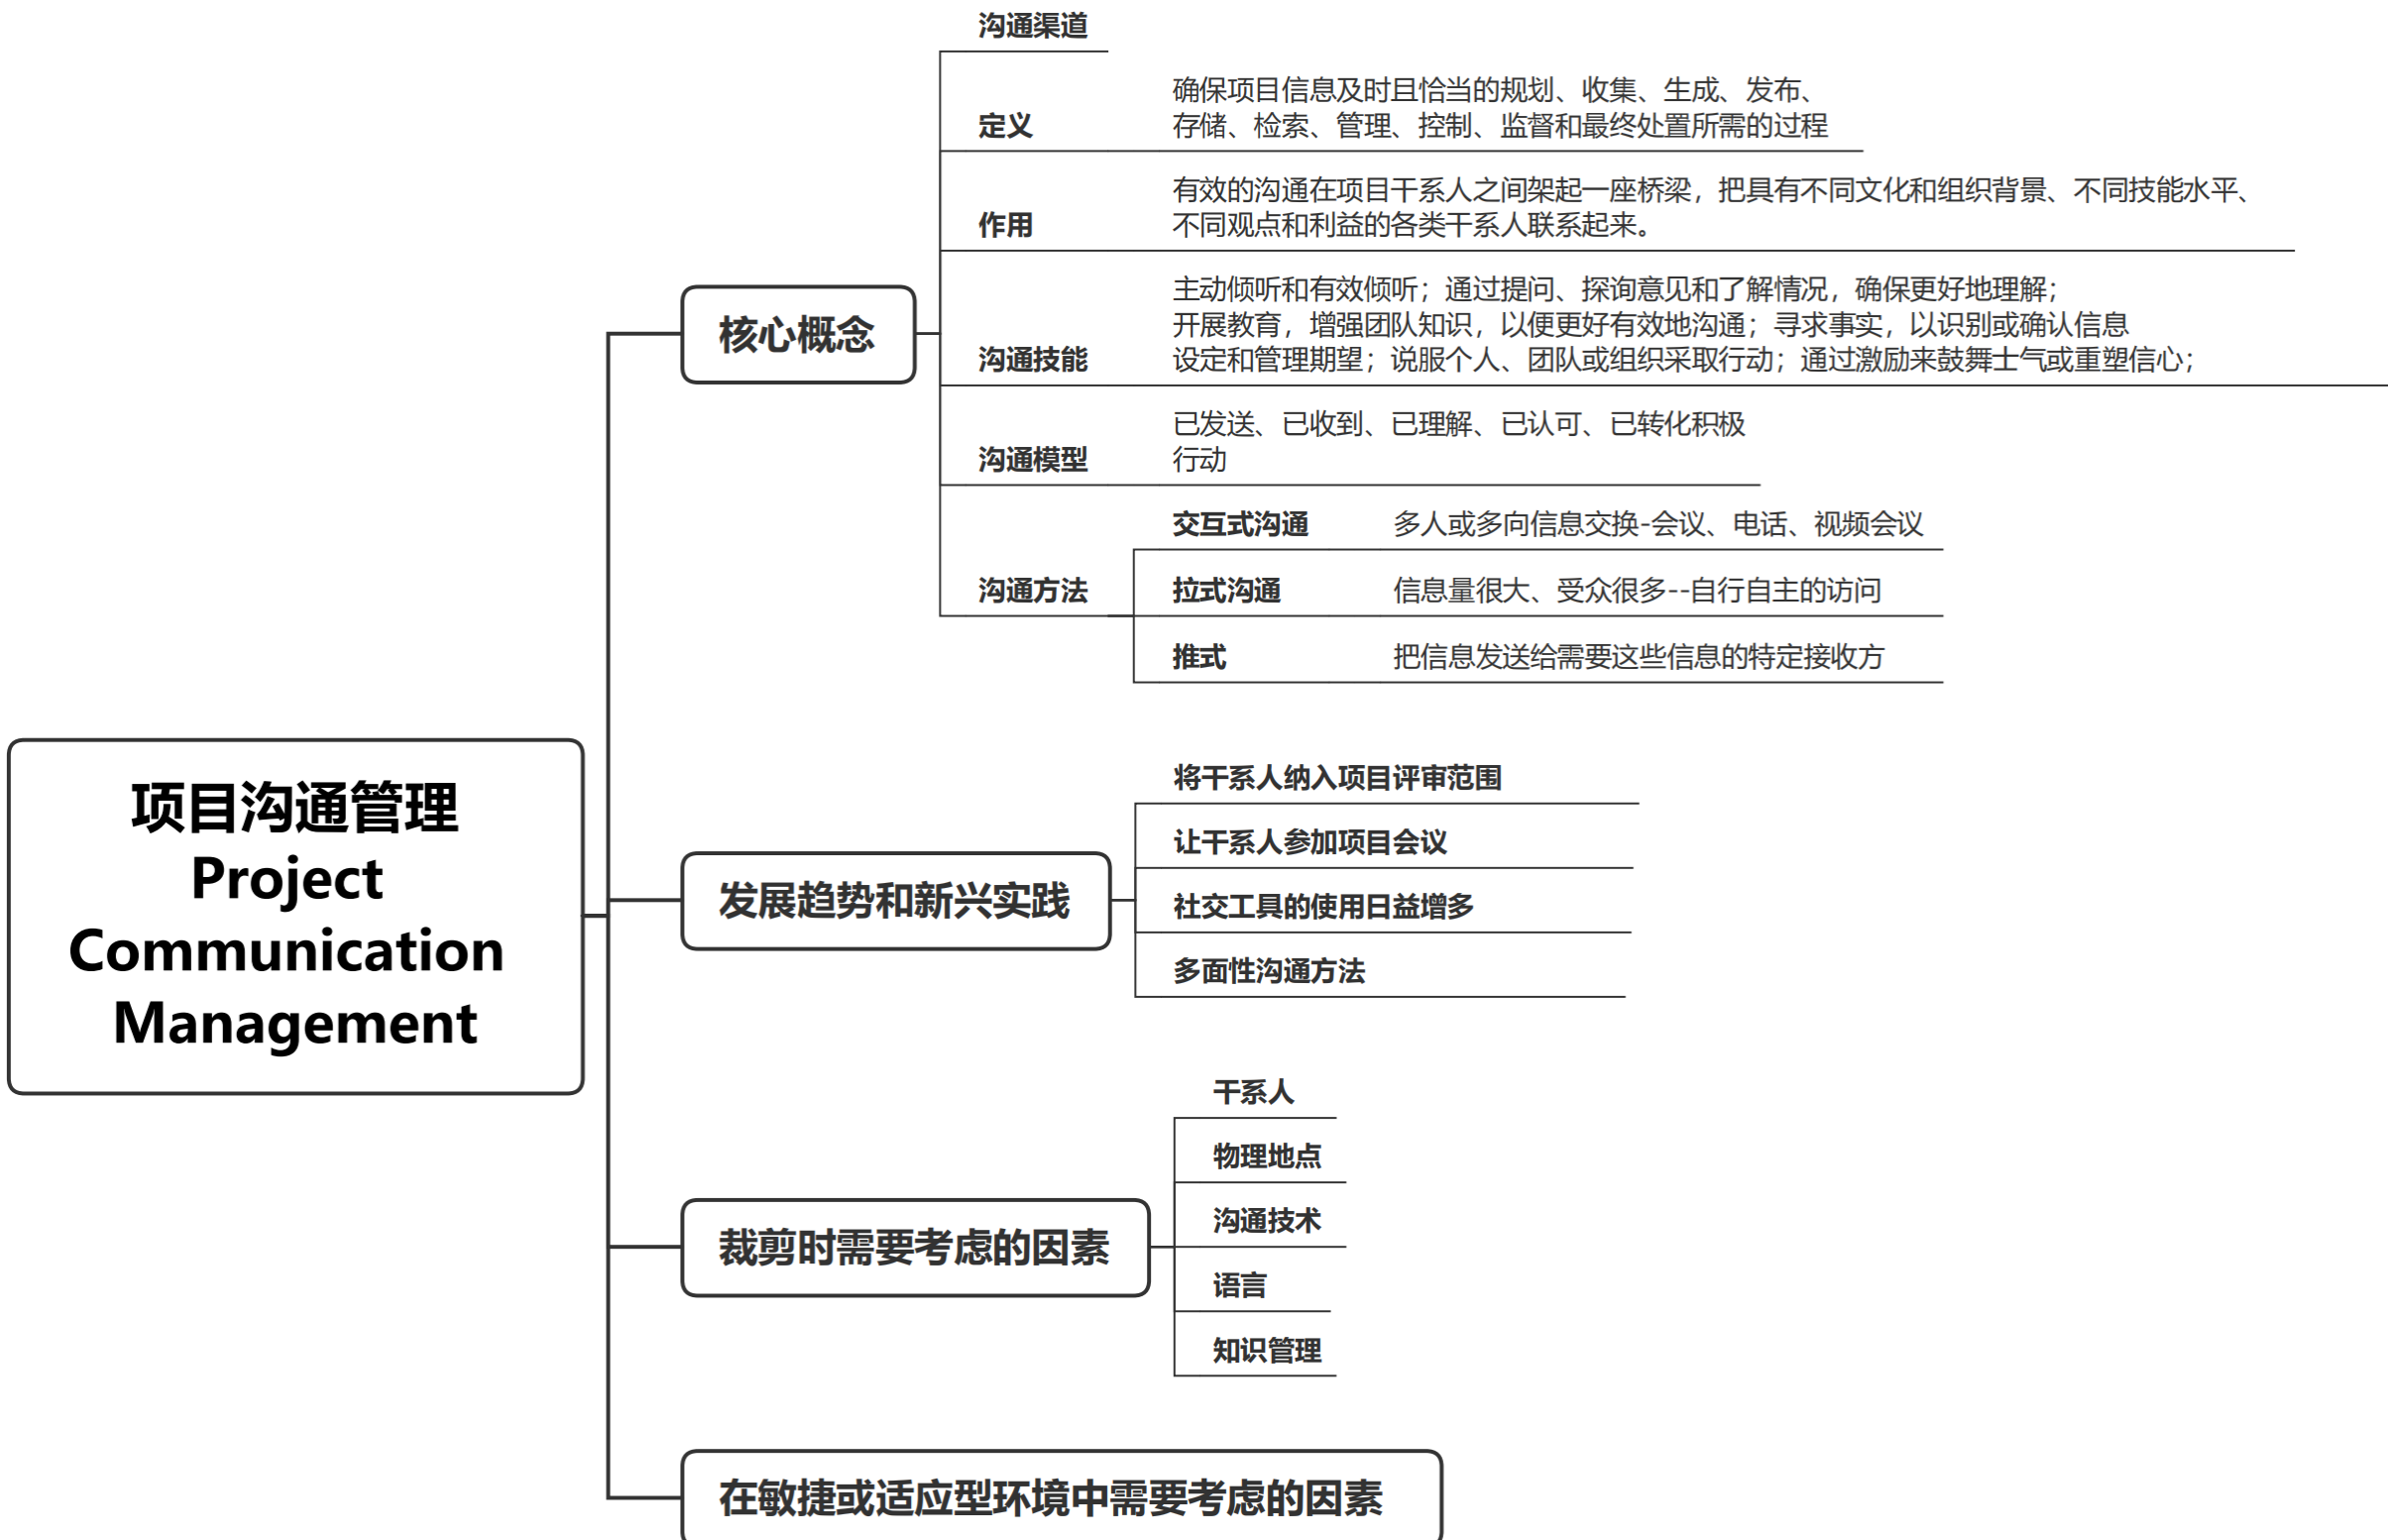 项目沟通管理
Project
Communication
Management
核心概念
沟通渠道
定义
确保项目信息及时且恰当的规划、收集、生成、发布、
存储、检索、管理、控制、监督和最终处置所需的过程
作用
有效的沟通在项目干系人之间架起一座桥梁，把具有不同文化和组织背景、不同技能水平、
不同观点和利益的各类干系人联系起来。
沟通技能
主动倾听和有效倾听；通过提问、探询意见和了解情况，确保更好地理解；
开展教育，增强团队知识，以便更好有效地沟通；寻求事实，以识别或确认信息
设定和管理期望；说服个人、团队或组织采取行动；通过激励来鼓舞士气或重塑信心；
沟通模型
已发送、已收到、已理解、已认可、已转化积极
行动
沟通方法
交互式沟通
多人或多向信息交换-会议、电话、视频会议
拉式沟通
信息量很大、受众很多--自行自主的访问
推式
把信息发送给需要这些信息的特定接收方
发展趋势和新兴实践
将干系人纳入项目评审范围
让干系人参加项目会议
社交工具的使用日益增多
多面性沟通方法
裁剪时需要考虑的因素
干系人
物理地点
沟通技术
语言
知识管理
在敏捷或适应型环境中需要考虑的因素